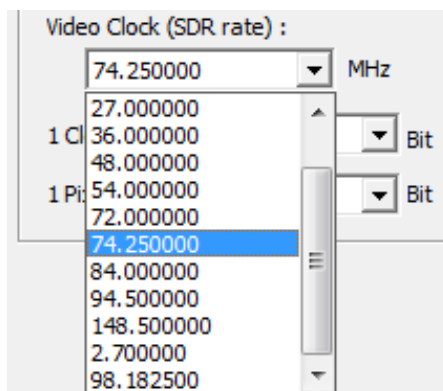 Video Clock (SDR rate) :
74.250000 MHz
27.000000
1 Cl 36.000000 Bit
48.000000
1 Pi 54.000000 Bit
72.000000
74.250000
84.000000
94.500000
148.500000
2.700000
98.182500